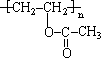 -[CH₂-CH]n
O CH₃
C
O